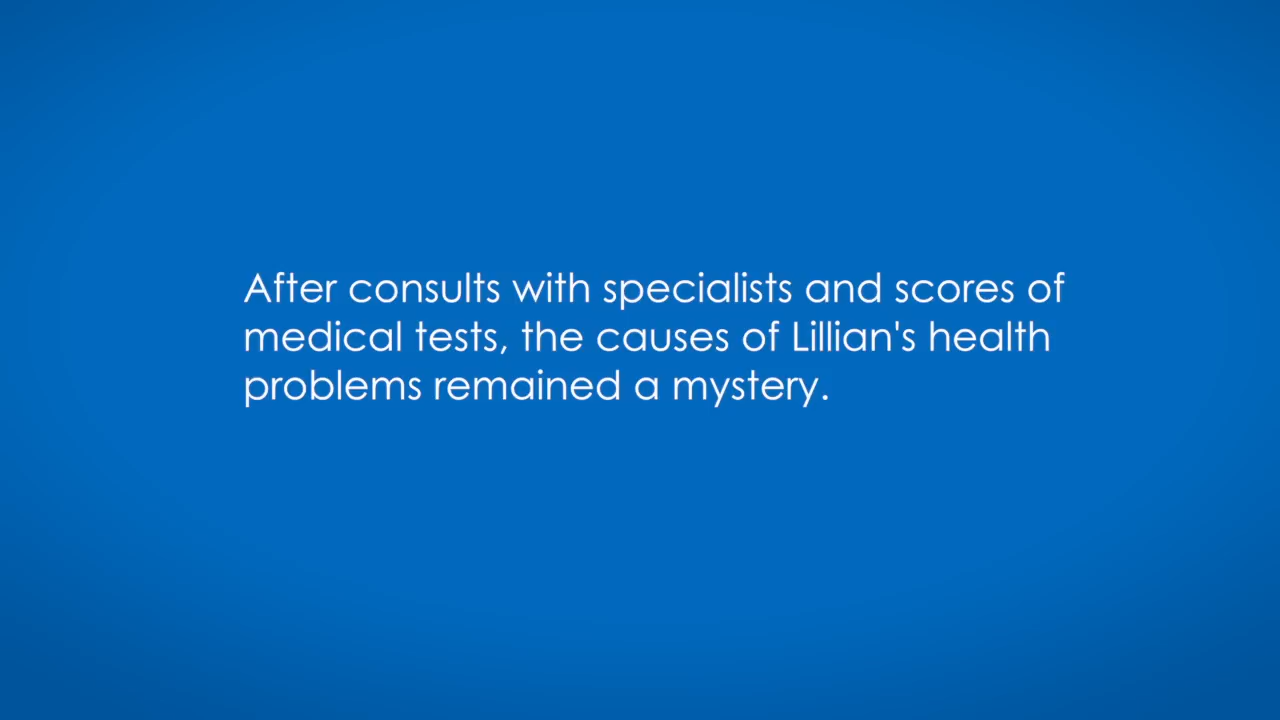 After consults with specialists and scores of
medical tests, the causes of Lillian's health
problems remained a mystery.